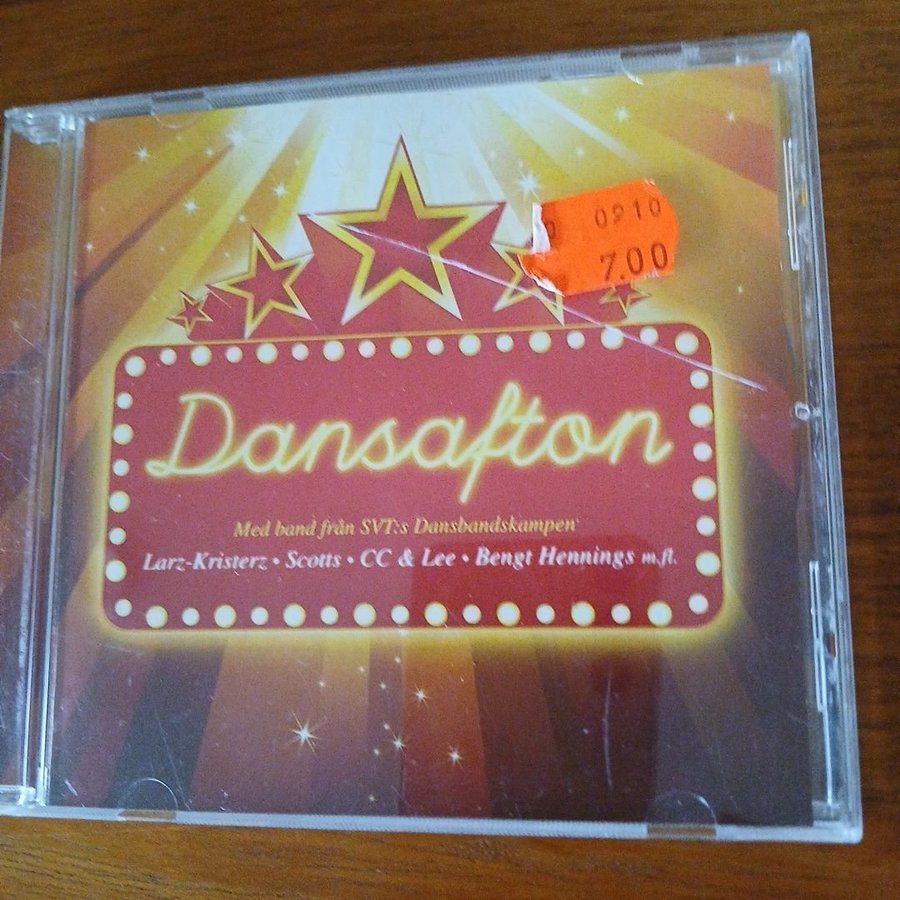 0910
7.00
Dansafton
Med band från SVT:s Dansbandskampen
Larz-Kristerz • Scotts • CC & Lee • Bengt Hennings m.fl.